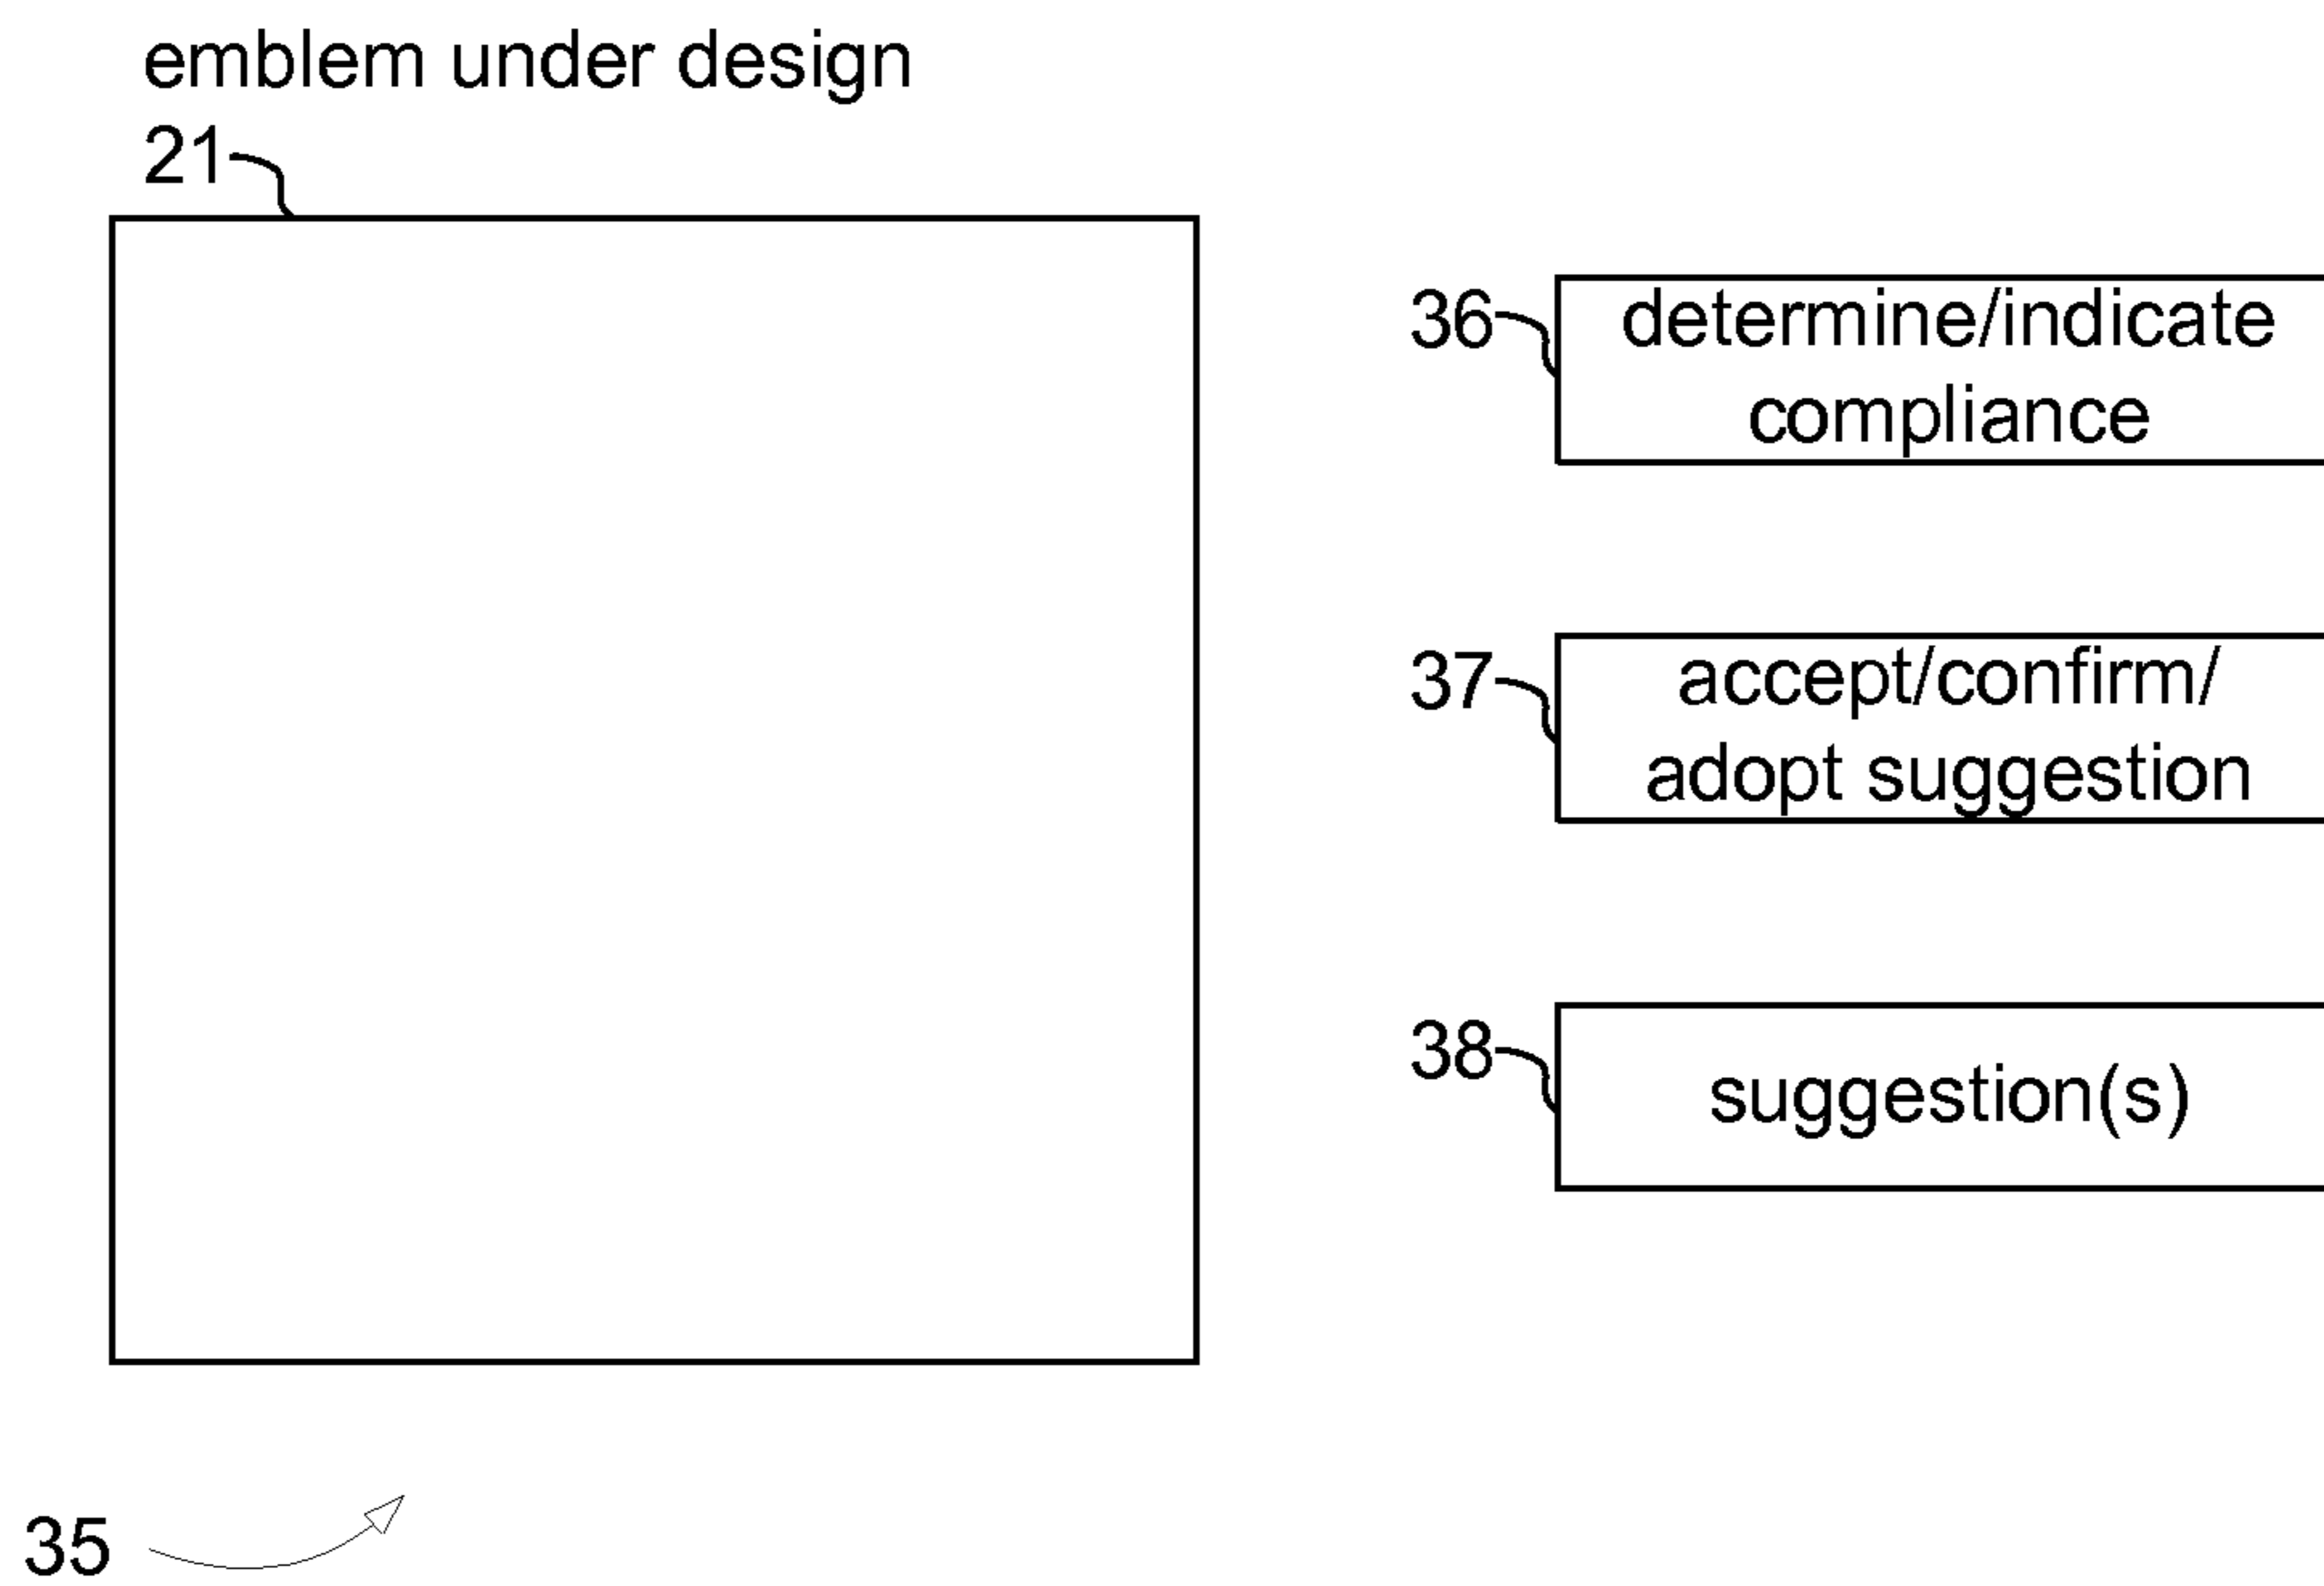 emblem under design
21
36
determine/indicate
compliance
37
accept/confirm/
adopt suggestion
38
suggestion(s)
35